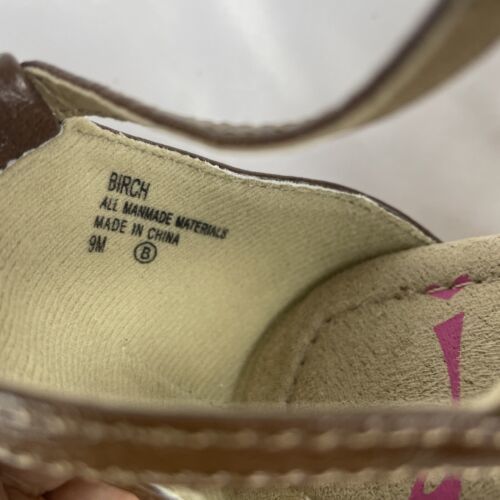 BIRCH
ALL MANMADE MATERIALS
MADE IN CHINA
9M B